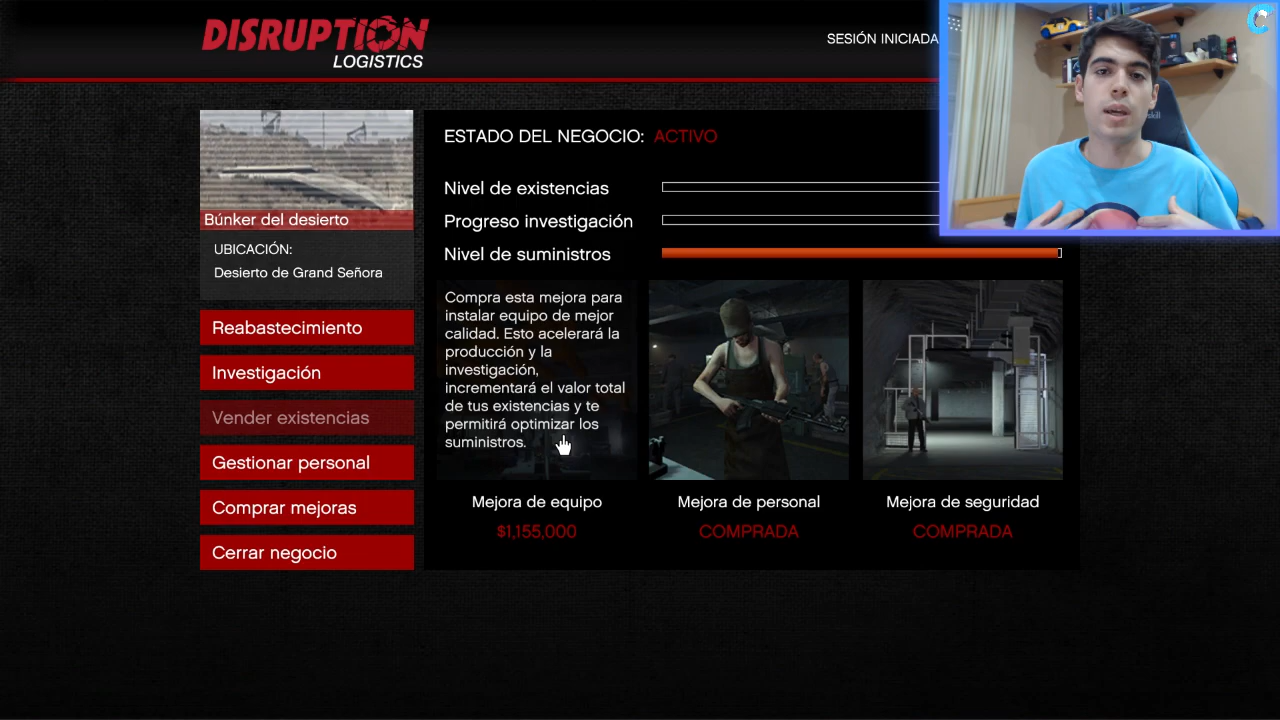 DISRUPTION
LOGISTICS
SESIÓN INICIADA
Búnker del desierto
UBICACIÓN:
Desierto de Grand Señora
Reabastecimiento
Investigación
Vender existencias
Gestionar personal
Comprar mejoras
Cerrar negocio
ESTADO DEL NEGOCIO: ACTIVO
Nivel de existencias
Progreso investigación
Nivel de suministros
Compra esta mejora para
instalar equipo de mejor
calidad. Esto acelerará la
producción y la
investigación,
incrementará el valor total
de tus existencias y te
permitirá optimizar los
suministros.
Mejora de equipo
$1,155,000
Mejora de personal
COMPRADA
Mejora de seguridad
COMPRADA
C